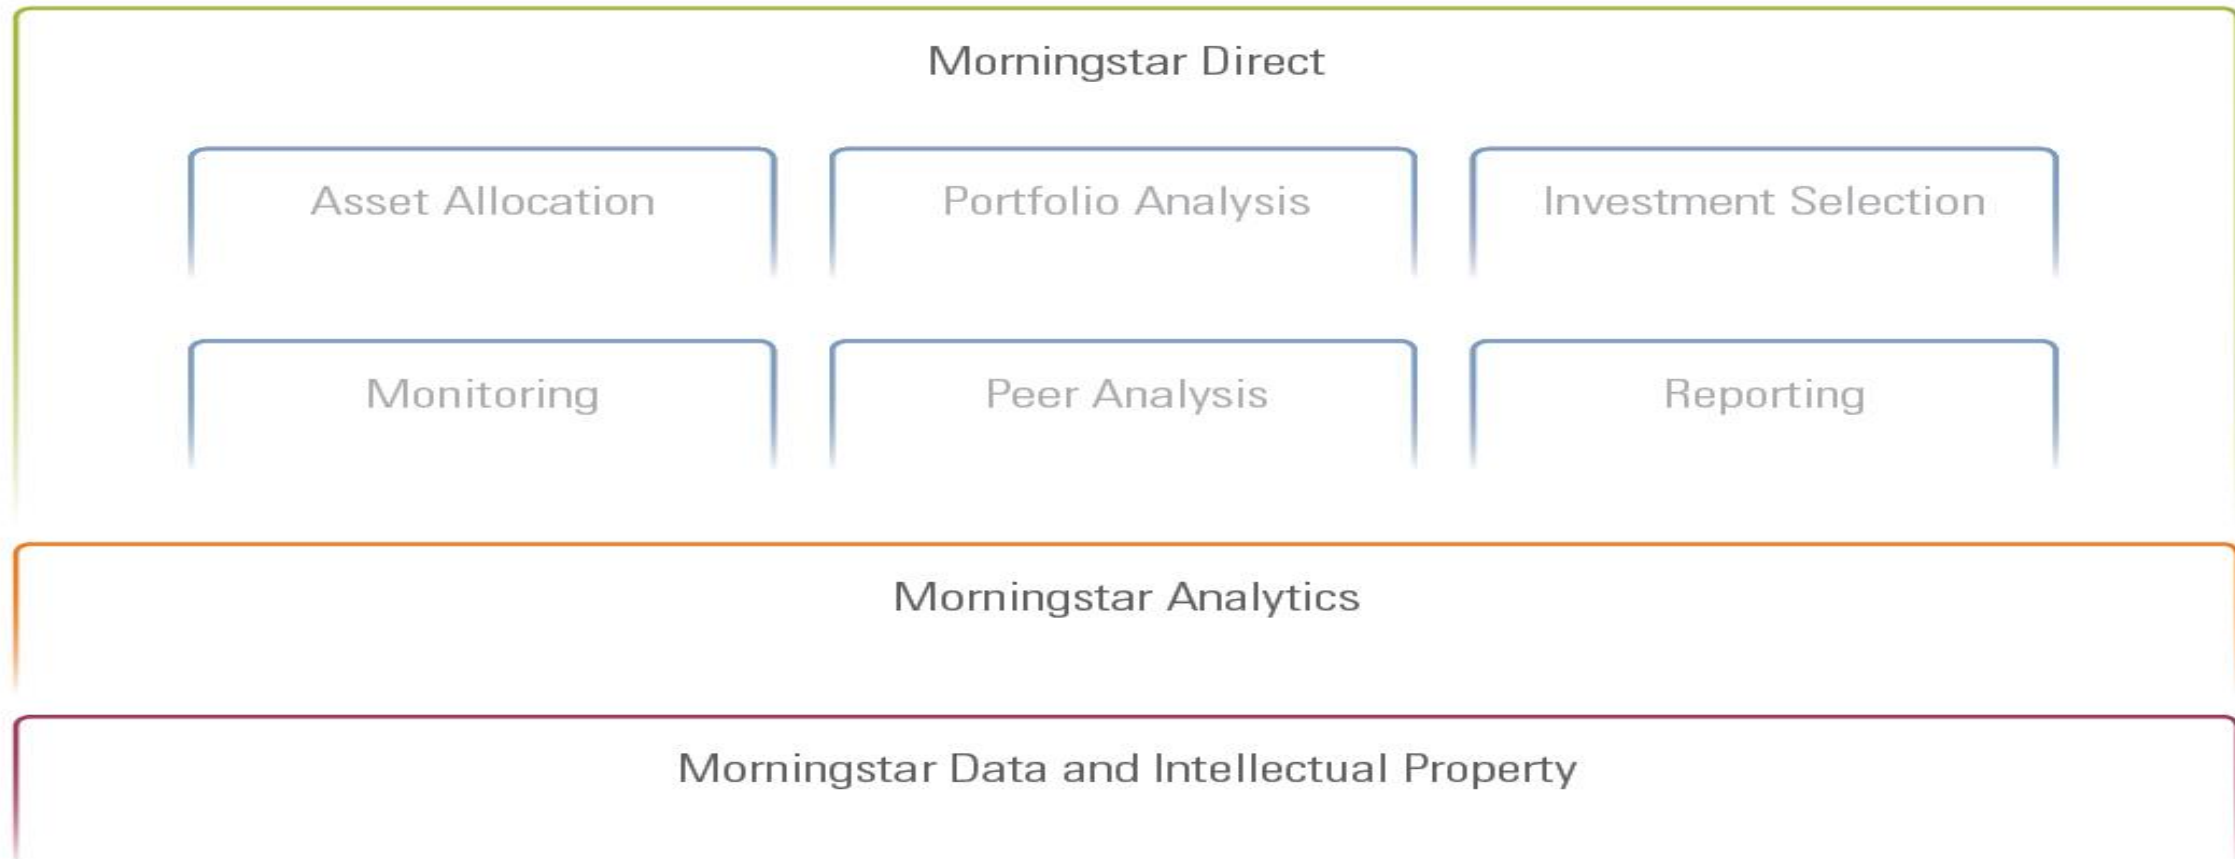 Morningstar Direct
Asset Allocation
Portfolio Analysis
Investment Selection
Monitoring
Peer Analysis
Reporting
Morningstar Analytics
Morningstar Data and Intellectual Property